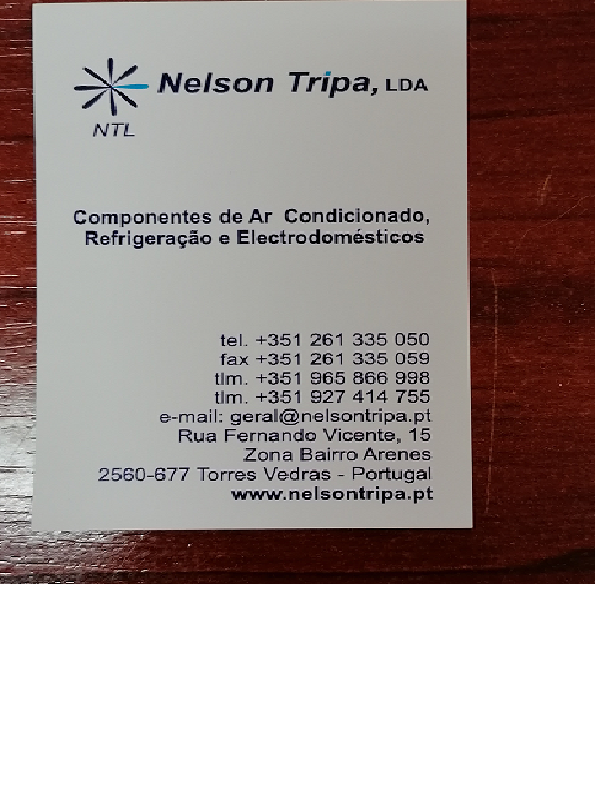 Nelson Tripa, LDA
NTL
Componentes de Ar Condicionado,
Refrigeração e Electrodomésticos
tel. +351 261 335 050
fax +351 261 335 059
tlm. +351 965 866 998
tlm. +351 927 414 755
e-mail: geral@nelsontripa.pt
Rua Fernando Vicente, 15
Zona Bairro Arenes
2560-677 Torres Vedras - Portugal
www.nelsontripa.pt